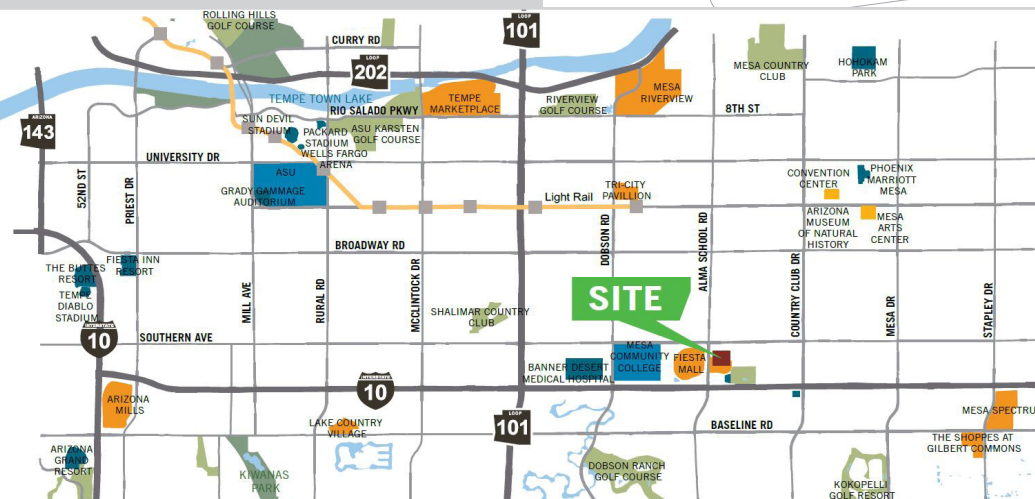 ROLLING HILLS
GOLF COURSE
CURRY RD
LOOP
101
LOOP
202
MESA COUNTRY
CLUB
HOHOKAM
PARK
TEMPE TOWN LAKE
TEMPE
MARKETPLACE
RIVERVIEW
GOLF COURSE
MESA
RIVERVIEW
8TH ST
RIO SALADO PKWY
ARIZONA
143
SUN DEVIL
STADIUM
PACKARD
STADIUM
WELLS FARGO
ARENA
ASU KARSTEN
GOLF COURSE
UNIVERSITY DR
52ND ST
PRIEST DR
ASU
GRADY GAMMAGE
AUDITORIUM
Light Rail
TRI-CITY
PAVILION
CONVENTION
CENTER
PHOENIX
MARRIOTT
MESA
ARIZONA
MUSEUM
OF NATURAL
HISTORY
MESA
ARTS
CENTER
BROADWAY RD
DOBSON RD
ALMA SCHOOL RD
THE BUTTES
RESORT
FIESTA INN
RESORT
TEMPE
DIABLO
STADIUM
MILL AVE
RURAL RD
MCCLINTOCK DR
COUNTRY CLUB DR
MESA DR
STAPLEY DR
SITE
SHALIMAR COUNTRY
CLUB
INTERSTATE
10
SOUTHERN AVE
BANNER DESERT
MEDICAL HOSPITAL
MESA
COMMUNITY
COLLEGE
FIESTA
MALL
INTERSTATE
10
ARIZONA
MILLS
LOOP
101
LAKE COUNTRY
VILLAGE
BASELINE RD
MESA SPECTRU
THE SHOPPES AT
GILBERT COMMONS
ARIZONA
GRAND
RESORT
KIWANAS
PARK
DOBSON RANCH
GOLF COURSE
KOKOPELLI
GOLF RESORT